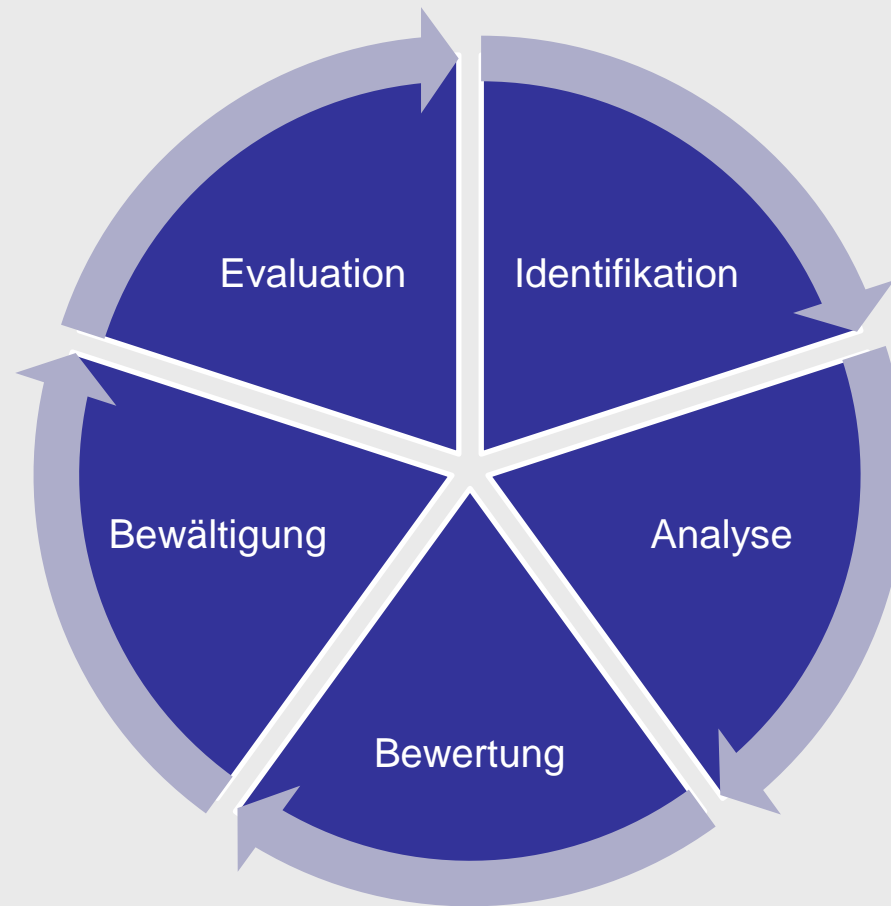 Evaluation
Identifikation
Bewältigung
Analyse
Bewertung